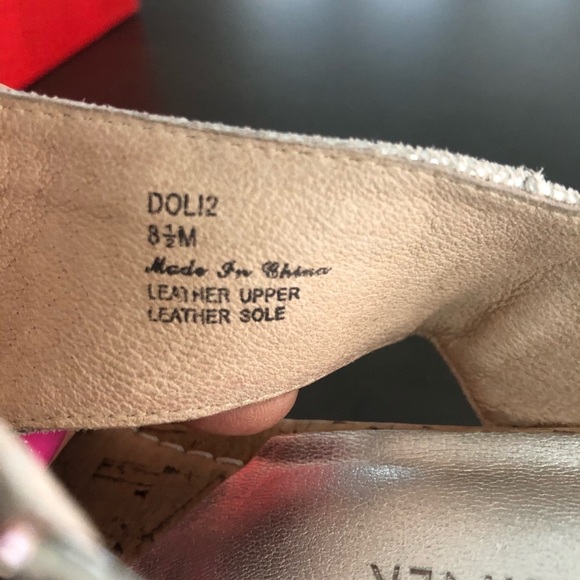 DOLI2
8½M
Made In China
LEATHER UPPER
LEATHER SOLE